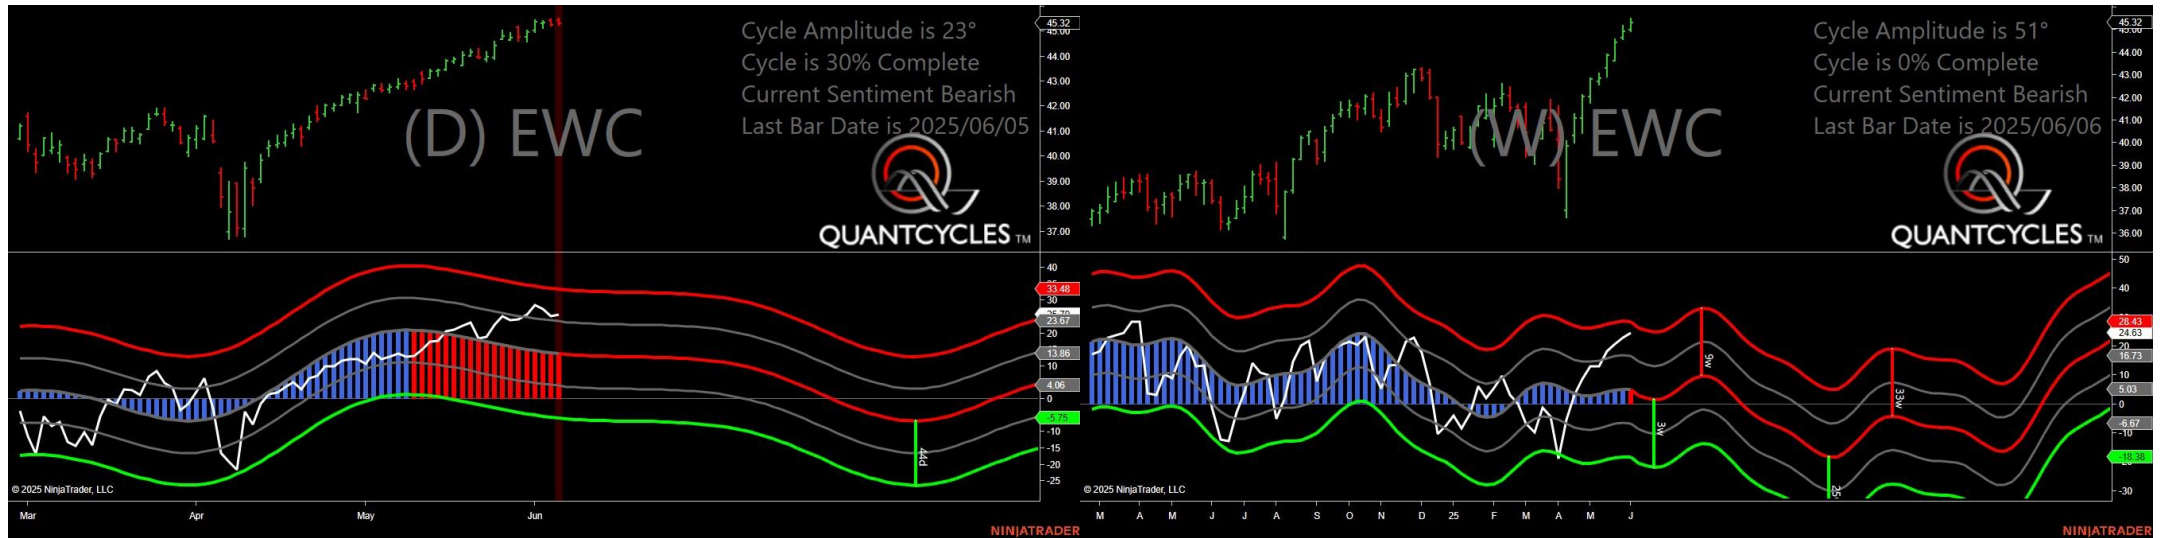 Cycle Amplitude is 23°
Cycle is 30% Complete
Current Sentiment Bearish
Last Bar Date is 2025/06/05
(D) EWC
QUANTCYCLES TM
45.32
45.00
44.00
43.00
42.00
41.00
40.00
39.00
38.00
37.00
40
33.48
30
23.67
20
13.86
4.06
0
-5.75
-10
-15
-20
-25
44d
© 2025 NinjaTrader, LLC
Mar
Apr
May
Jun
NINJATRADER
Cycle Amplitude is 51°
Cycle is 0% Complete
Current Sentiment Bearish
Last Bar Date is 2025/06/06
(W) EWC
QUANTCYCLES TM
45.32
45.00
44.00
43.00
42.00
41.00
40.00
39.00
38.00
37.00
36.00
50
40
28.43
24.63
20
16.73
10
5.03
0
-6.67
-10
-18.38
-30
9w
3w
33w
25
© 2025 NinjaTrader, LLC
M A M J J A S O N D 25 F M A M J
NINJATRADER